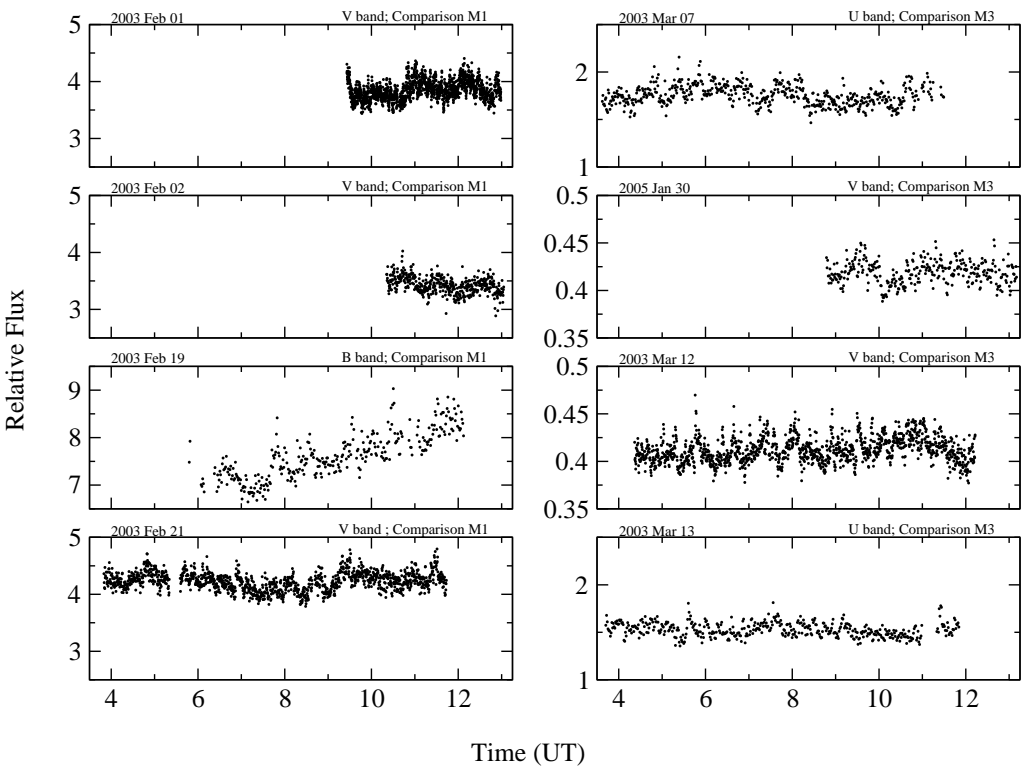 2003 Feb 01 V band; Comparison M1
5
4
3
2003 Mar 07 U band; Comparison M3
2
1
2003 Feb 02 V band; Comparison M1
5
4
3
2005 Jan 30 V band; Comparison M3
0.5
0.45
0.4
0.35
2003 Feb 19 B band; Comparison M1
9
8
7
2003 Mar 12 V band; Comparison M3
0.5
0.45
0.4
0.35
2003 Feb 21 V band ; Comparison M1
5
4
3
4 6 8 10 12
2003 Mar 13 U band; Comparison M3
2
1
4 6 8 10 12
Relative Flux
Time (UT)